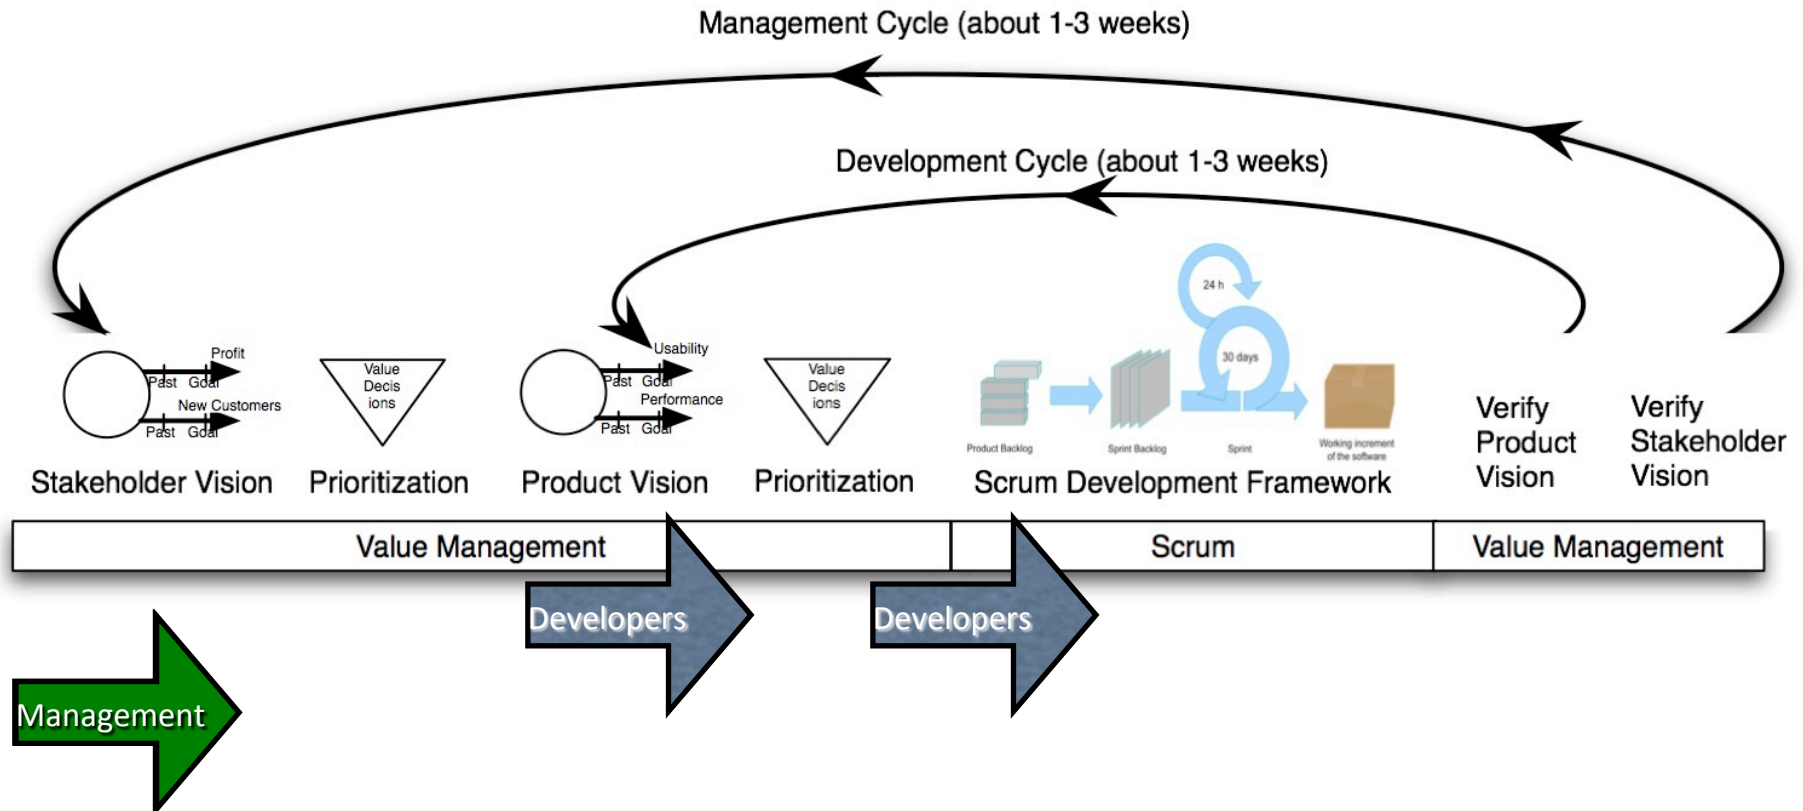 Management Cycle (about 1-3 weeks)
Development Cycle (about 1-3 weeks)
Profit
Past Goal
New Customers
Past Goal
Stakeholder Vision
Value
Decis
ions
Prioritization
Usability
Past Goal
Performance
Past Goal
Product Vision
Value
Decis
ions
Prioritization
24 h
30 days
Product Backlog
Sprint Backlog
Sprint
Working increment
of the software
Scrum Development Framework
Verify
Product
Vision
Verify
Stakeholder
Vision
Value Management
Scrum
Value Management
Developers
Developers
Management